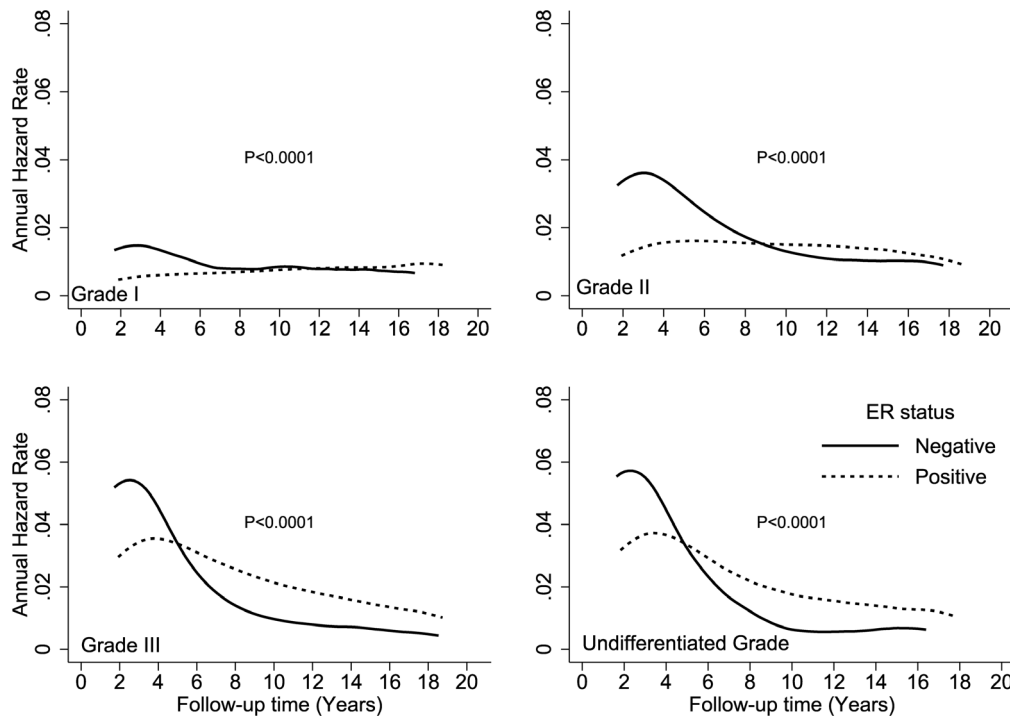 Annual Hazard Rate
.08
.06
.04
.02
0
P<0.0001
Grade I
0 2 4 6 8 10 12 14 16 18 20
.08
.06
.04
.02
0
P<0.0001
Grade II
0 2 4 6 8 10 12 14 16 18 20
Annual Hazard Rate
.08
.06
.04
.02
0
P<0.0001
Grade III
0 2 4 6 8 10 12 14 16 18 20
Follow-up time (Years)
.08
.06
.04
.02
0
ER status
Negative
Positive
P<0.0001
Undifferentiated Grade
0 2 4 6 8 10 12 14 16 18 20
Follow-up time (Years)